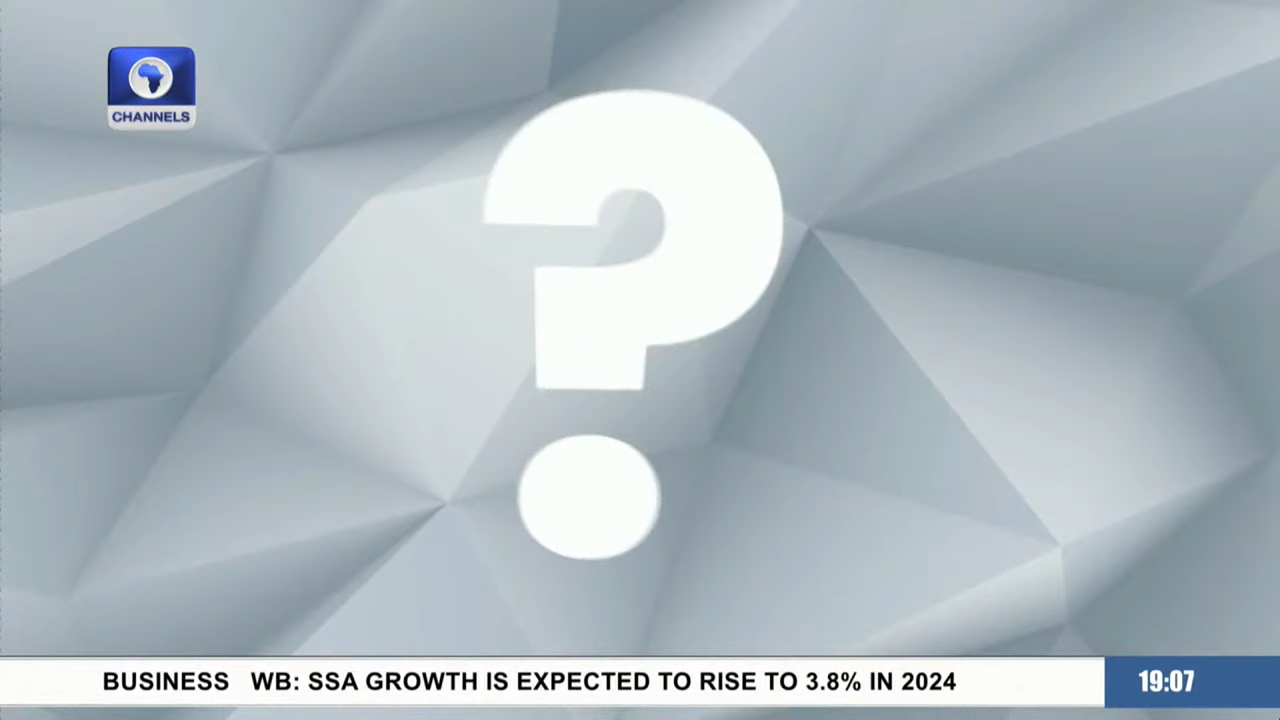 CHANNELS
?
BUSINESS WB: SSA GROWTH IS EXPECTED TO RISE TO 3.8% IN 2024
19:07